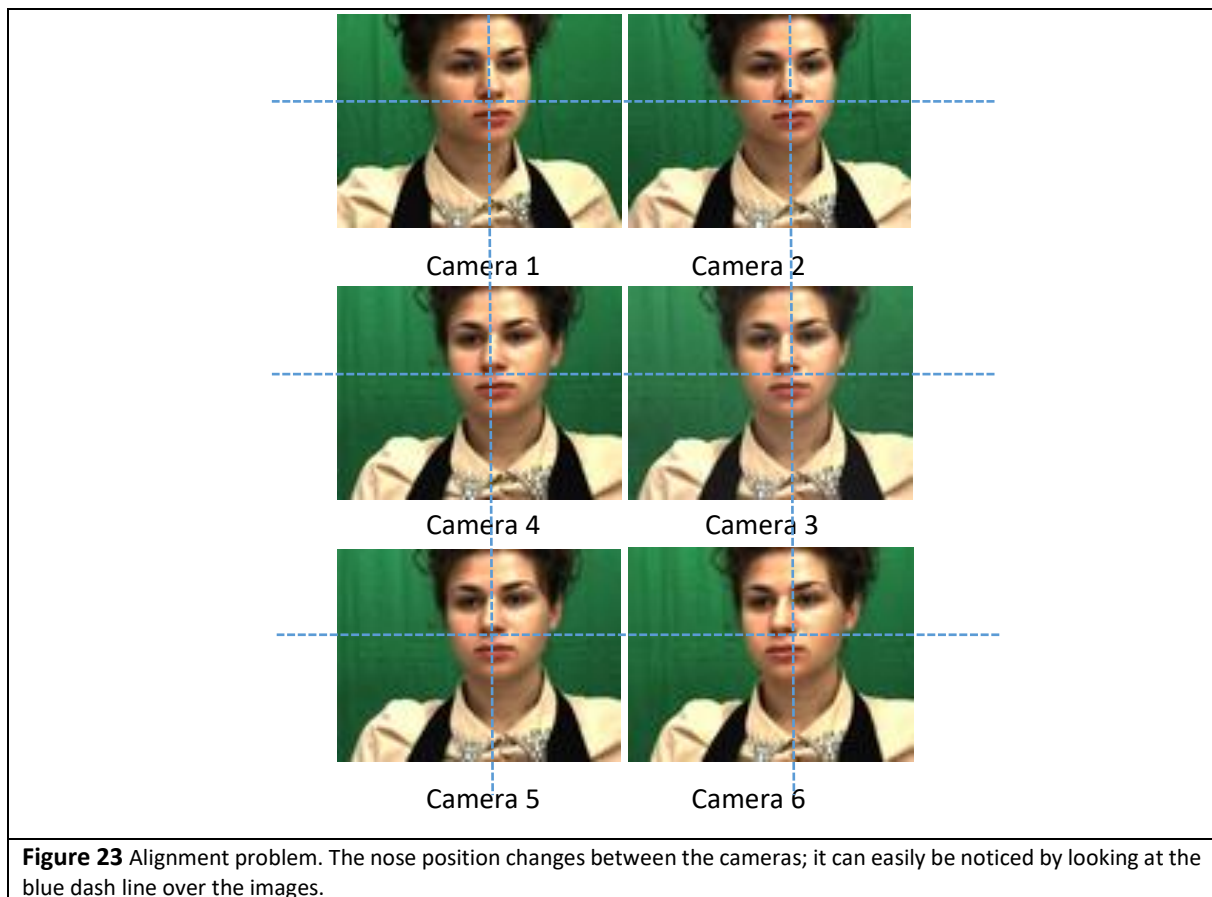 Camera 1
Camera 2
Camera 4
Camera 3
Camera 5
Camera 6
Figure 23 Alignment problem. The nose position changes between the cameras; it can easily be noticed by looking at the
blue dash line over the images.